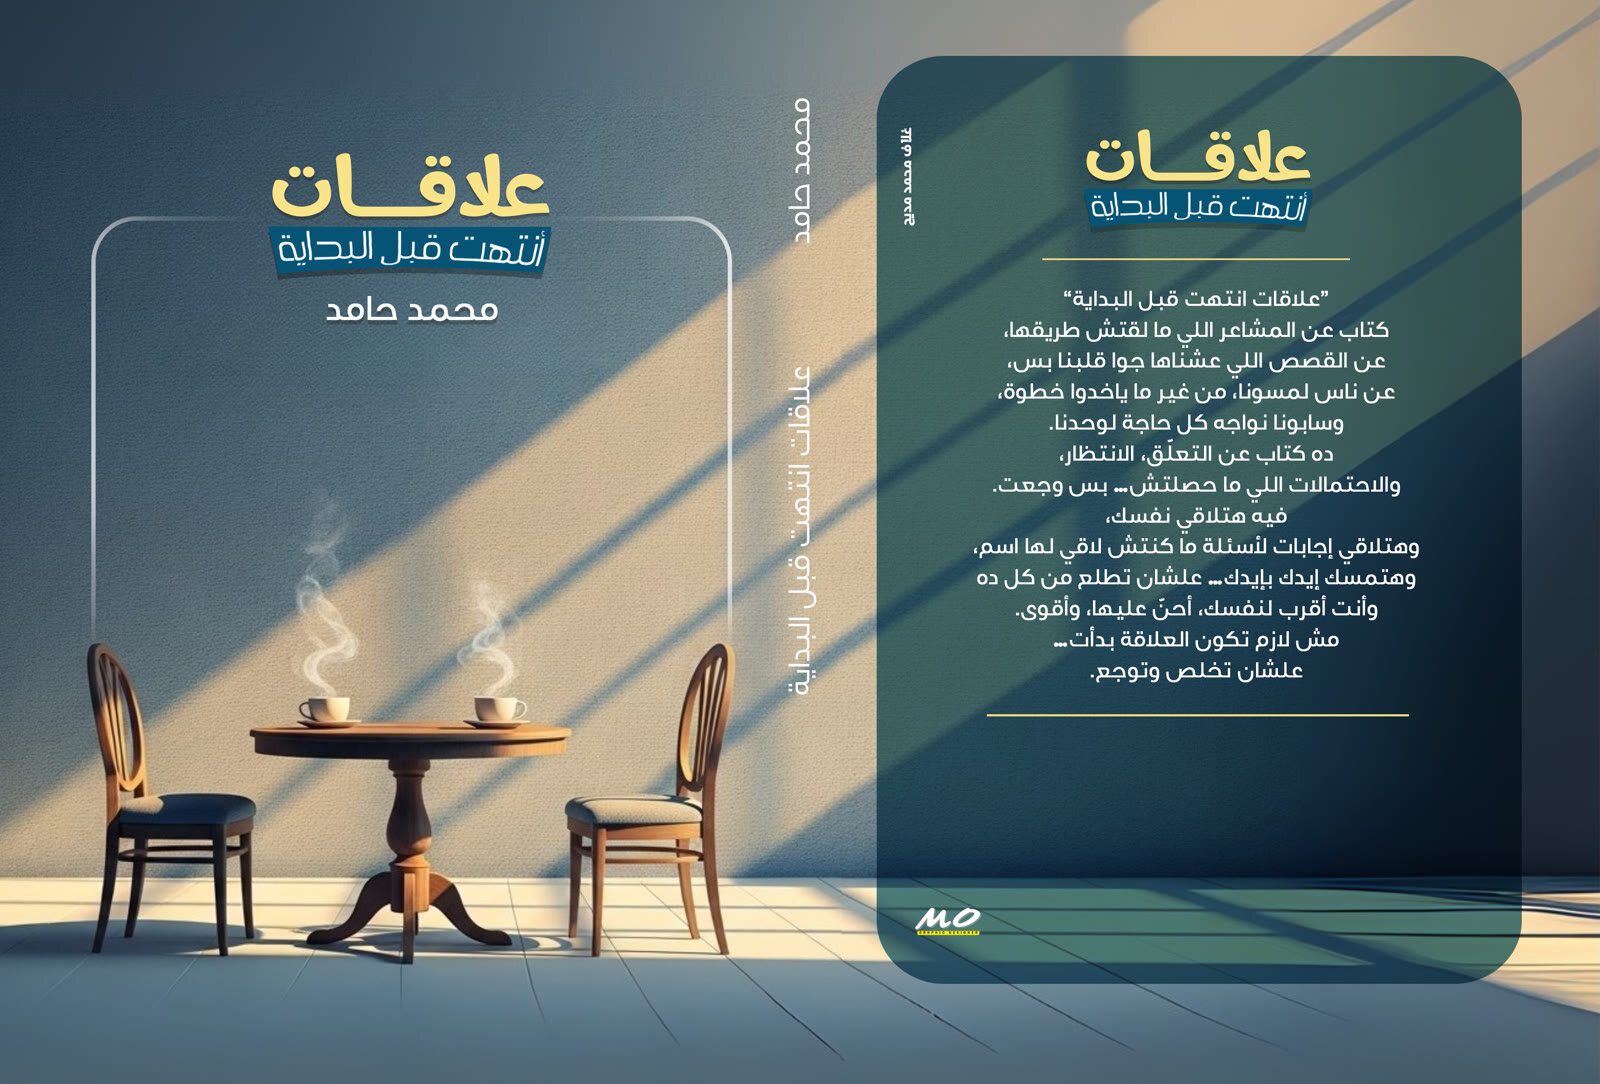 علاقات
أنتهت قبل البداية
محمد حامد
محمد حامد
علاقات انتهت قبل البداية
غلاف محمد مديح
علاقات
أنتهت قبل البداية
”علاقات انتهت قبل البداية“
كتاب عن المشاعر اللي ما لقتش طريقها،
عن القصص اللي عشناها جوا قلبنا بس،
عن ناس لمسونا، من غير ما ياخدوا خطوة،
وسابونا نواجه كل حاجة لوحدنا.
ده كتاب عن التعلّق، الانتظار،
والاحتمالات اللي ما حصلتش... بس وجعت.
فيه هتلاقي نفسك،
وهتلاقي إجابات لأسئلة ما كنتش لاقي لها اسم،
وهتمسك إيدك بإيدك... علشان تطلع من كل ده
وأنت أقرب لنفسك، أحنّ عليها، وأقوى.
مش لازم تكون العلاقة بدأت...
علشان تخلص وتوجع.
M.O
GRAPHIC DESIGNER